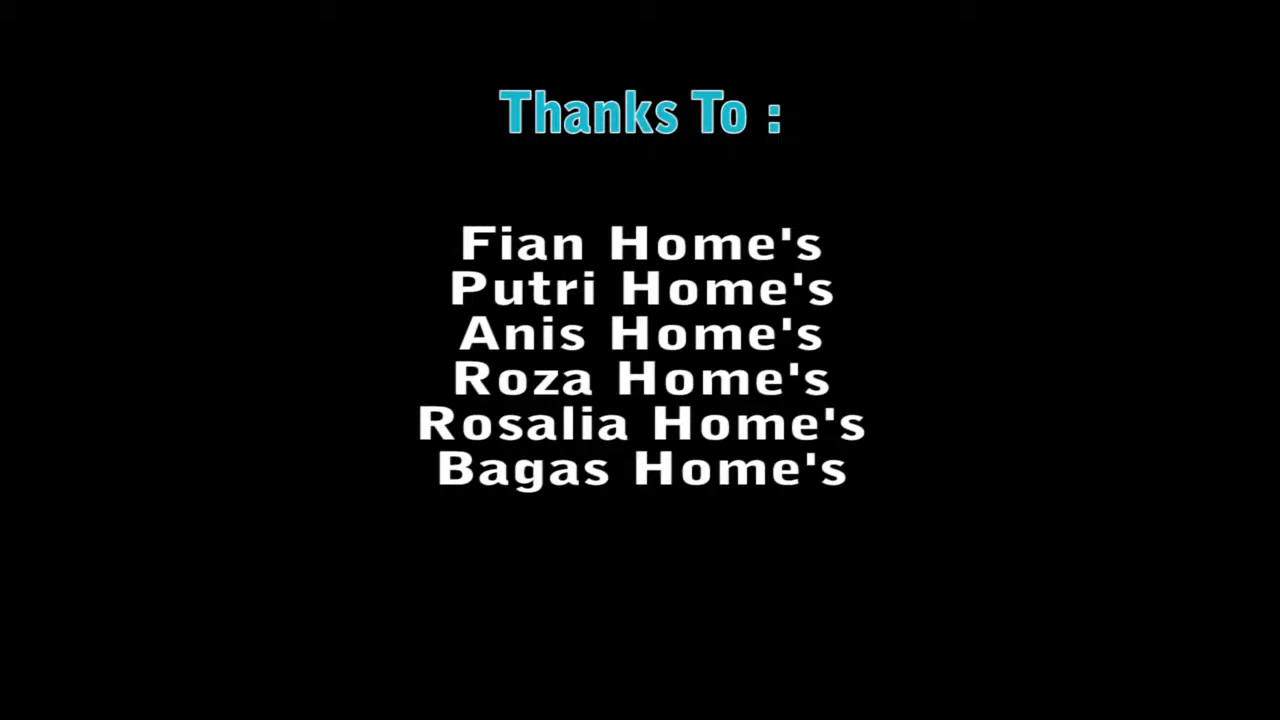 Thanks To :
Fian Home's
Putri Home's
Anis Home's
Roza Home's
Rosalia Home's
Bagas Home's